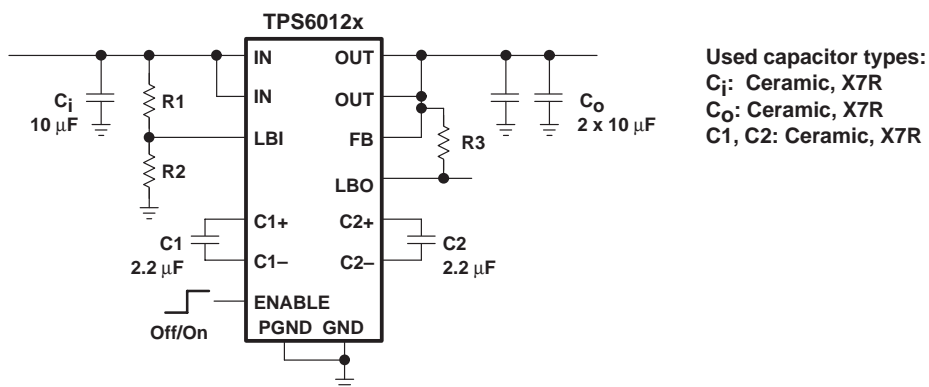 TPS6012x
IN
OUT
IN
OUT
LBI
FB
LBO
C1+
C2+
C1–
C2–
ENABLE
PGND GND
Ci
10 μF
R1
R2
R3
Co
2 x 10 μF
C1
2.2 μF
C2
2.2 μF
Off/On
Used capacitor types:
Ci: Ceramic, X7R
Co: Ceramic, X7R
C1, C2: Ceramic, X7R